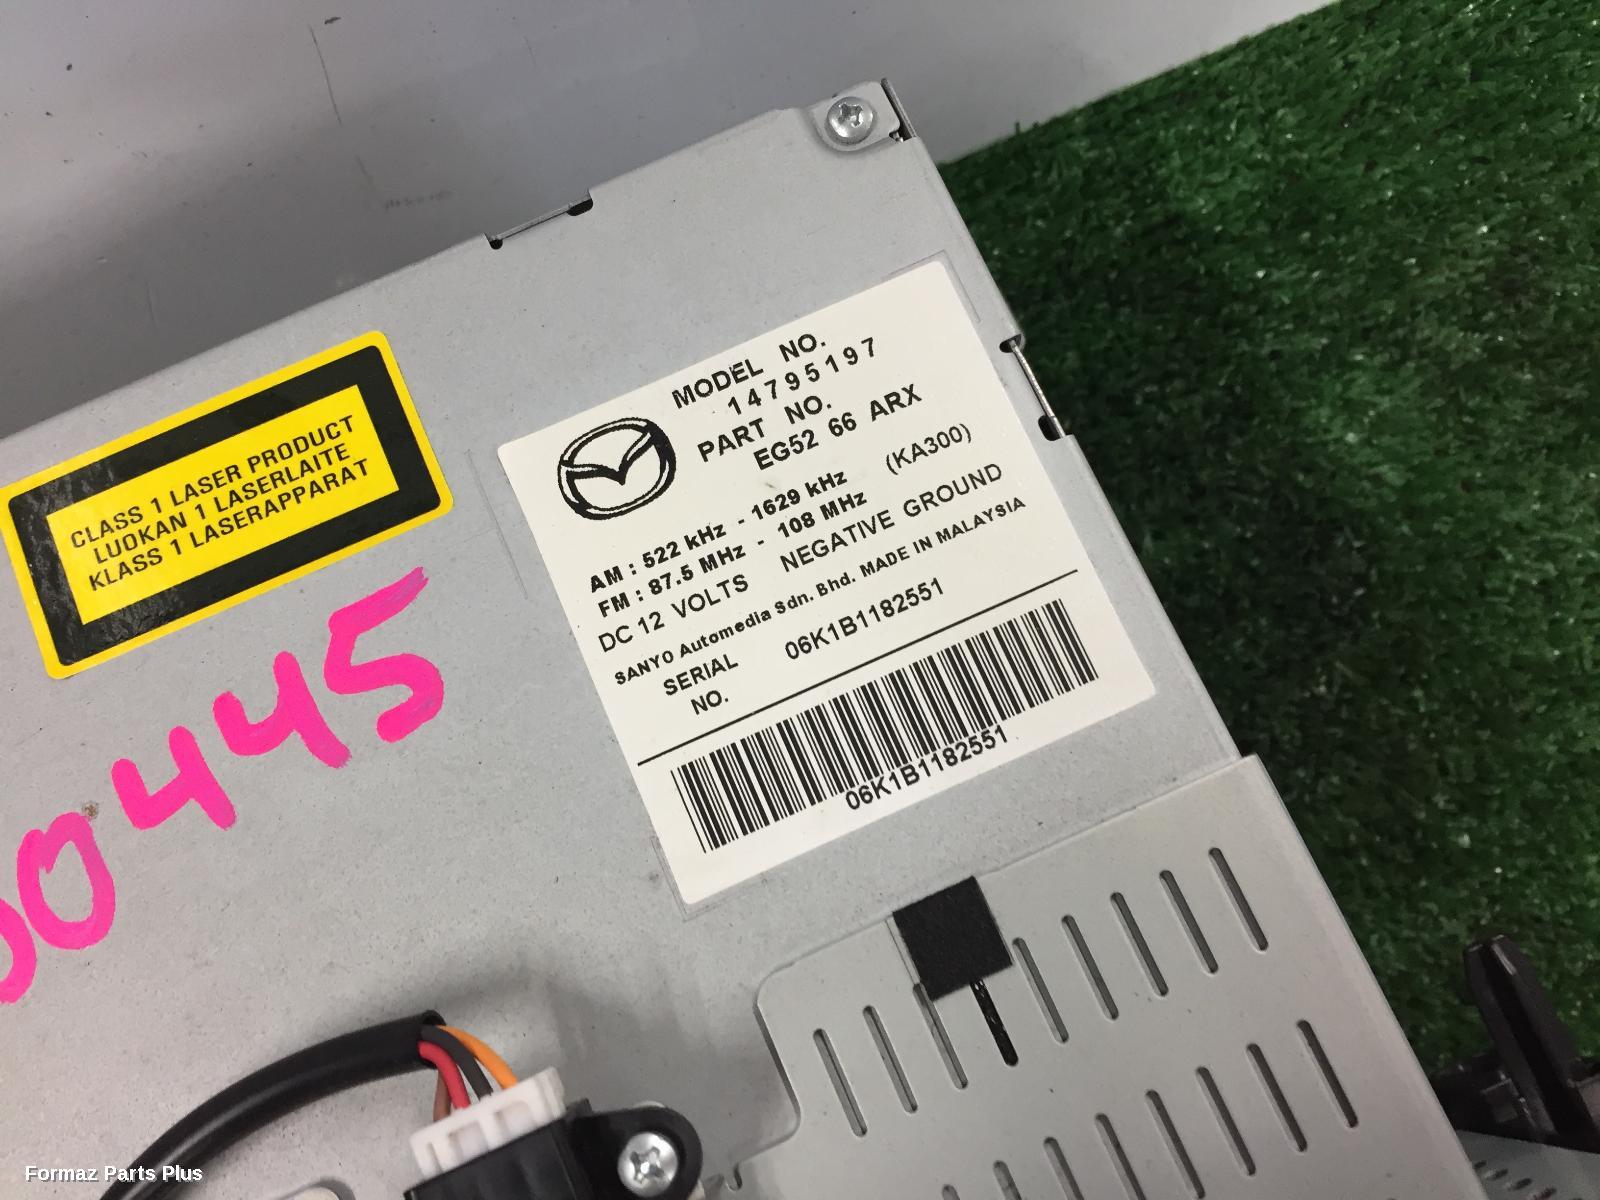 MODEL NO.
14795197
PART NO.
EG52 66 ARX
(KA300)
AM : 522 kHz - 1629 kHz
FM : 87.5 MHz - 108 MHz
DC 12 VOLTS NEGATIVE GROUND
SANYO Automedia Sdn. Bhd. MADE IN MALAYSIA
SERIAL NO. 06K1B1182551
06K1B1182551
CLASS 1 LASER PRODUCT
LUOKAN 1 LASERLAITE
KLASS 1 LASERAPPARAT
00445
Formaz Parts Plus